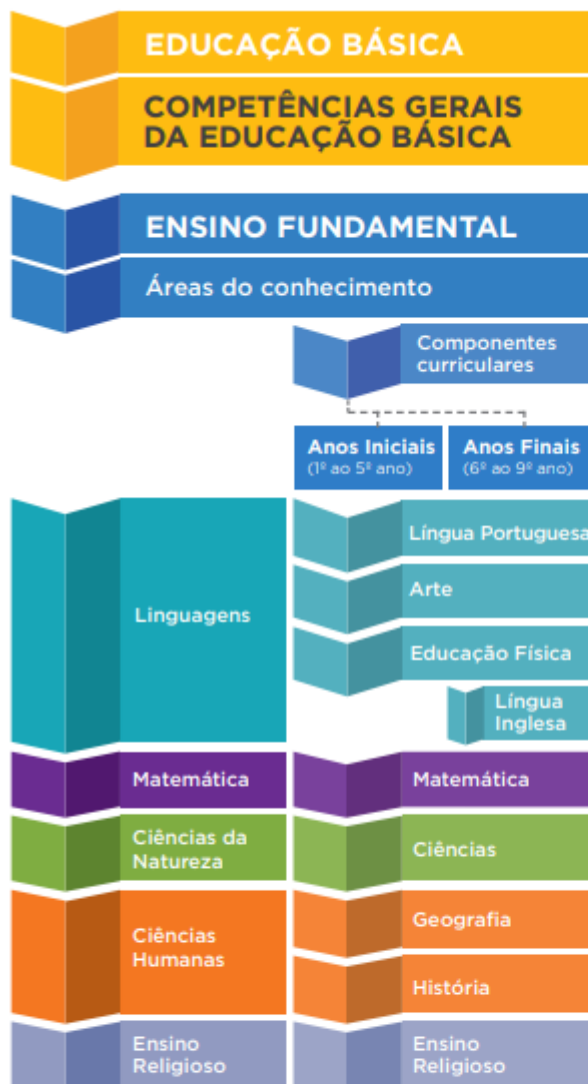 EDUCAÇÃO BÁSICA
COMPETÊNCIAS GERAIS
DA EDUCAÇÃO BÁSICA
ENSINO FUNDAMENTAL
Áreas do conhecimento
Componentes
curriculares
Anos Iniciais
(1º ao 5º ano)
Anos Finais
(6º ao 9º ano)
Linguagens
Língua Portuguesa
Arte
Educação Física
Língua
Inglesa
Matemática
Matemática
Ciências da
Natureza
Ciências
Ciências
Humanas
Geografia
História
Ensino
Religioso
Ensino
Religioso